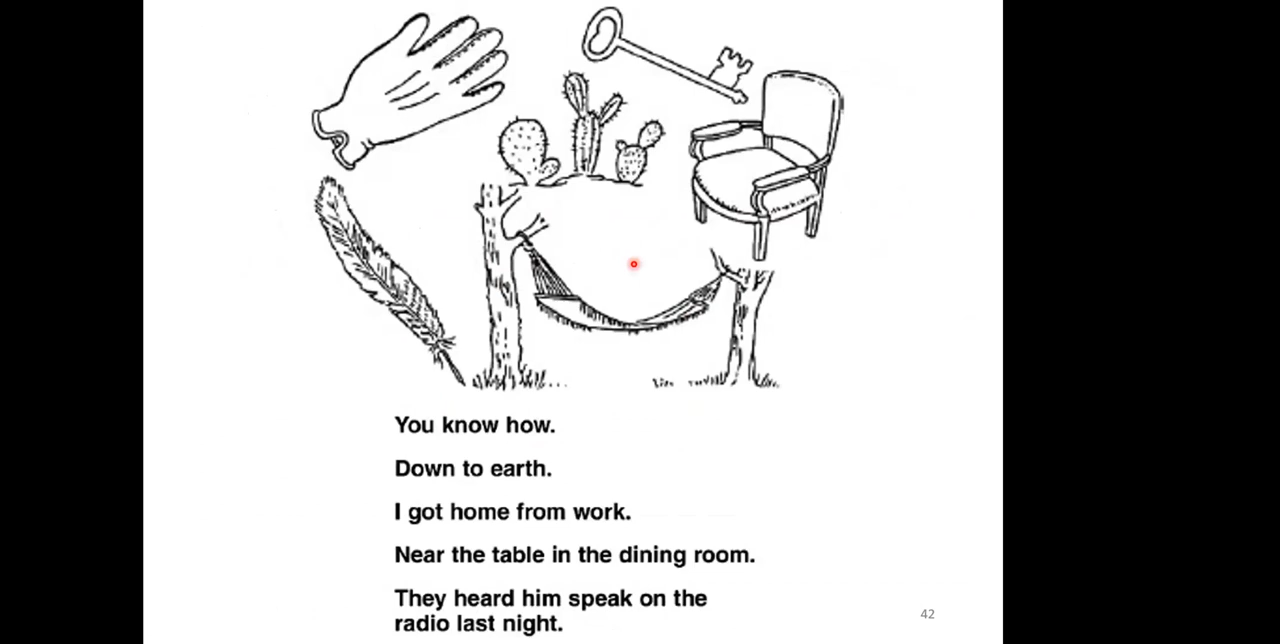 You know how.
Down to earth.
I got home from work.
Near the table in the dining room.
They heard him speak on the
radio last night.
42